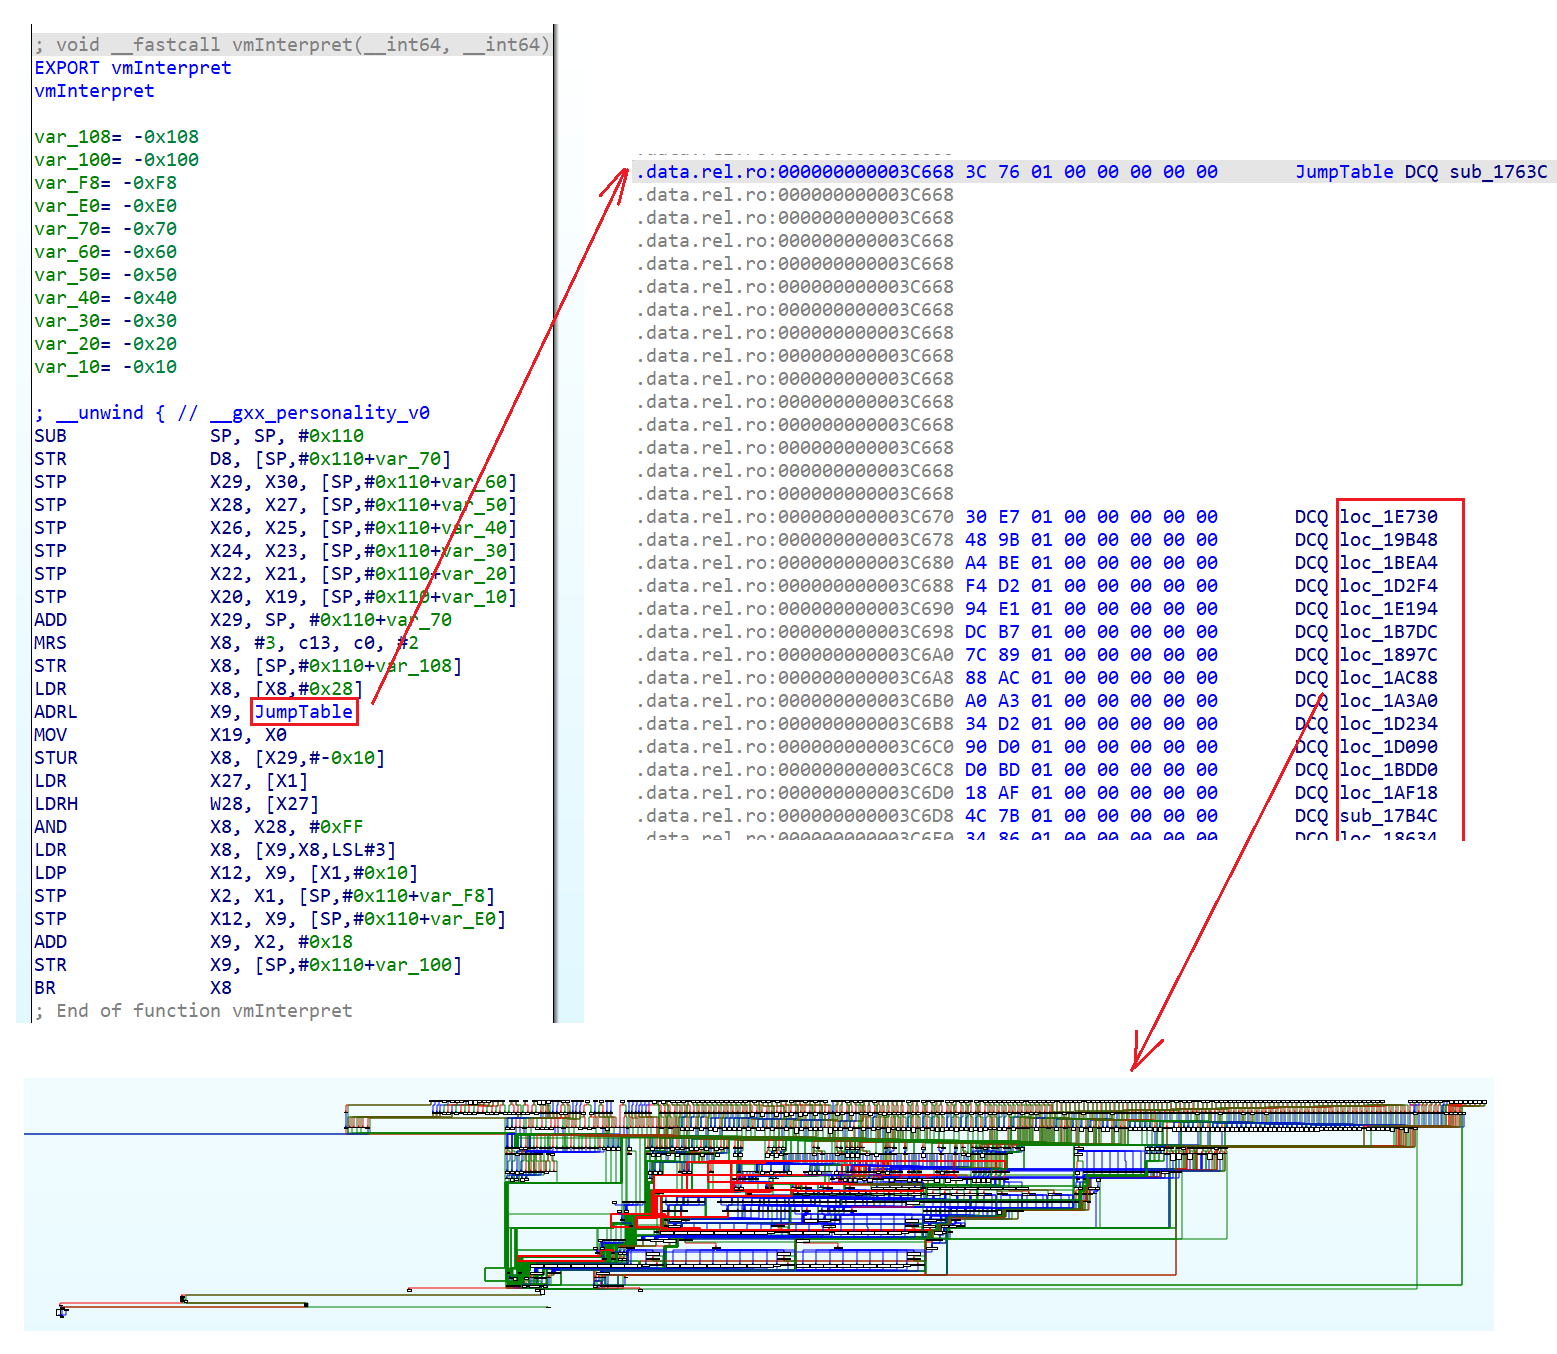 ; void __fastcall vmInterpret(__int64, __int64)
EXPORT vmInterpret
vmInterpret
var_108= -0x108
var_100= -0x100
var_F8= -0xF8
var_E0= -0xE0
var_70= -0x70
var_60= -0x60
var_50= -0x50
var_40= -0x40
var_30= -0x30
var_20= -0x20
var_10= -0x10
; __unwind { // __gxx_personality_v0
SUB SP, SP, #0x110
STR D8, [SP,#0x110+var_70]
STP X29, X30, [SP,#0x110+var_60]
STP X28, X27, [SP,#0x110+var_50]
STP X26, X25, [SP,#0x110+var_40]
STP X24, X23, [SP,#0x110+var_30]
STP X22, X21, [SP,#0x110+var_20]
STP X20, X19, [SP,#0x110+var_10]
ADD X29, SP, #0x110+var_70
MRS X8, #3, c13, c0, #2
STR X8, [SP,#0x110+var_108]
LDR X8, [X8,#0x28]
ADRL X9, JumpTable
MOV X19, X0
STUR X8, [X29,#-0x10]
LDR X27, [X1]
LDRH W28, [X27]
AND X8, X28, #0xFF
LDR X8, [X9,X8,LSL#3]
LDP X12, X9, [X1,#0x10]
STP X2, X1, [SP,#0x110+var_F8]
STP X12, X9, [SP,#0x110+var_E0]
ADD X9, X2, #0x18
STR X9, [SP,#0x110+var_100]
BR X8
; End of function vmInterpret
.data.rel.ro:000000000003C668 3C 76 01 00 00 00 00 00 JumpTable DCQ sub_1763C
.data.rel.ro:000000000003C668
.data.rel.ro:000000000003C668
.data.rel.ro:000000000003C668
.data.rel.ro:000000000003C668
.data.rel.ro:000000000003C668
.data.rel.ro:000000000003C668
.data.rel.ro:000000000003C668
.data.rel.ro:000000000003C668
.data.rel.ro:000000000003C668
.data.rel.ro:000000000003C668
.data.rel.ro:000000000003C668
.data.rel.ro:000000000003C668
.data.rel.ro:000000000003C668
.data.rel.ro:000000000003C668
.data.rel.ro:000000000003C670 30 E7 01 00 00 00 00 00 DCQ loc_1E730
.data.rel.ro:000000000003C678 48 9B 01 00 00 00 00 00 DCQ loc_19B48
.data.rel.ro:000000000003C680 A4 BE 01 00 00 00 00 00 DCQ loc_1BEA4
.data.rel.ro:000000000003C688 F4 D2 01 00 00 00 00 00 DCQ loc_1D2F4
.data.rel.ro:000000000003C690 94 E1 01 00 00 00 00 00 DCQ loc_1E194
.data.rel.ro:000000000003C698 DC B7 01 00 00 00 00 00 DCQ loc_1B7DC
.data.rel.ro:000000000003C6A0 7C 89 01 00 00 00 00 00 DCQ loc_1897C
.data.rel.ro:000000000003C6A8 88 AC 01 00 00 00 00 00 DCQ loc_1AC88
.data.rel.ro:000000000003C6B0 A0 A3 01 00 00 00 00 00 DCQ loc_1A3A0
.data.rel.ro:000000000003C6B8 34 D2 01 00 00 00 00 00 DCQ loc_1D234
.data.rel.ro:000000000003C6C0 90 D0 01 00 00 00 00 00 DCQ loc_1D090
.data.rel.ro:000000000003C6C8 D0 BD 01 00 00 00 00 00 DCQ loc_1BDD0
.data.rel.ro:000000000003C6D0 18 AF 01 00 00 00 00 00 DCQ loc_1AF18
.data.rel.ro:000000000003C6D8 4C 7B 01 00 00 00 00 00 DCQ sub_17B4C
.data.rel.ro:000000000003C6E0 34 86 01 00 00 00 00 00 DCQ loc_18634